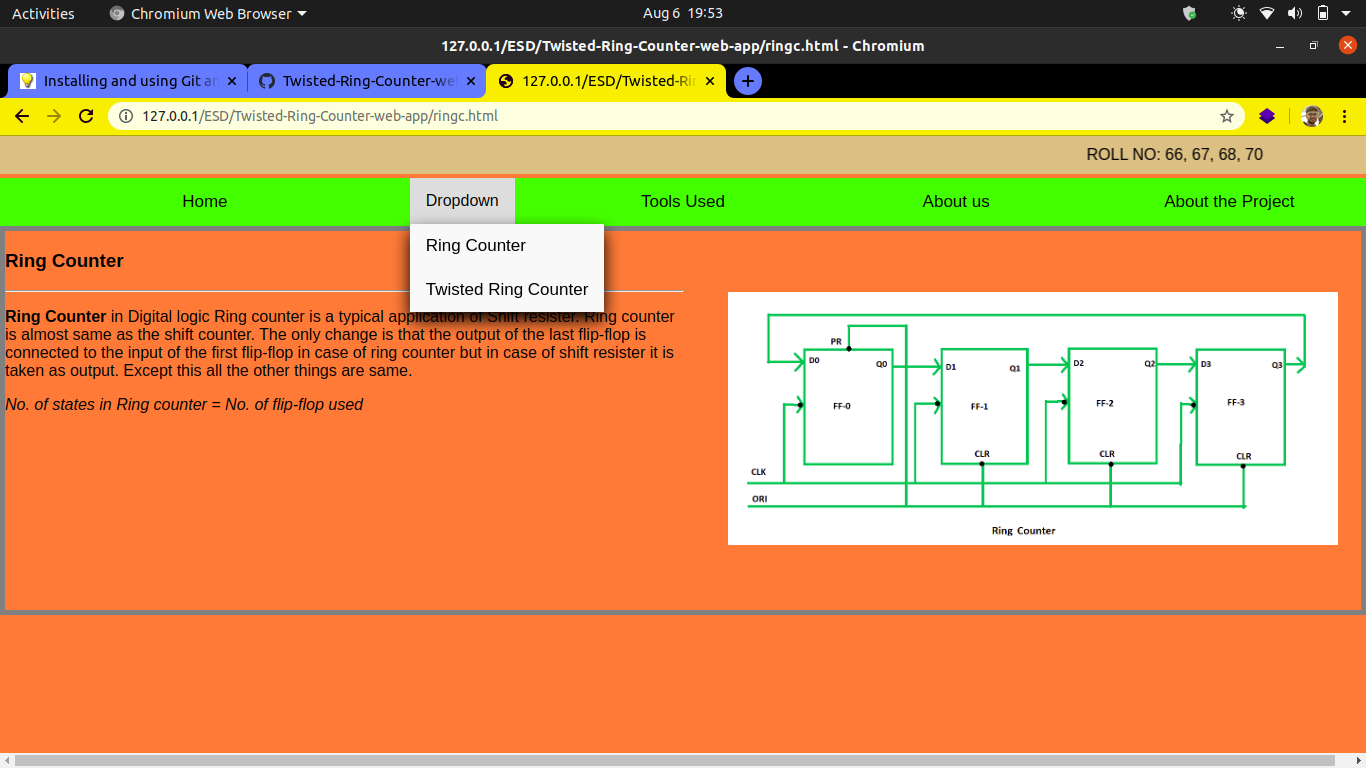 Activities
Chromium Web Browser
Aug 6 19:53
127.0.0.1/ESD/Twisted-Ring-Counter-web-app/ringc.html - Chromium
Installing and using Git an
Twisted-Ring-Counter-we
127.0.0.1/ESD/Twisted-Ri
127.0.0.1/ESD/Twisted-Ring-Counter-web-app/ringc.html
ROLL NO: 66, 67, 68, 70
Home
Dropdown
Tools Used
About us
About the Project
Ring Counter
Twisted Ring Counter
Ring Counter
Ring Counter in Digital logic Ring counter is a typical application of Shift resister. Ring counter
is almost same as the shift counter. The only change is that the output of the last flip-flop is
connected to the input of the first flip-flop in case of ring counter but in case of shift resister it is
taken as output. Except this all the other things are same.
No. of states in Ring counter = No. of flip-flop used
PR
D0 Q0 D1 Q1 D2 Q2 D3 Q3
FF-0 FF-1 FF-2 FF-3
CLR CLR CLR
CLK
ORI
Ring Counter